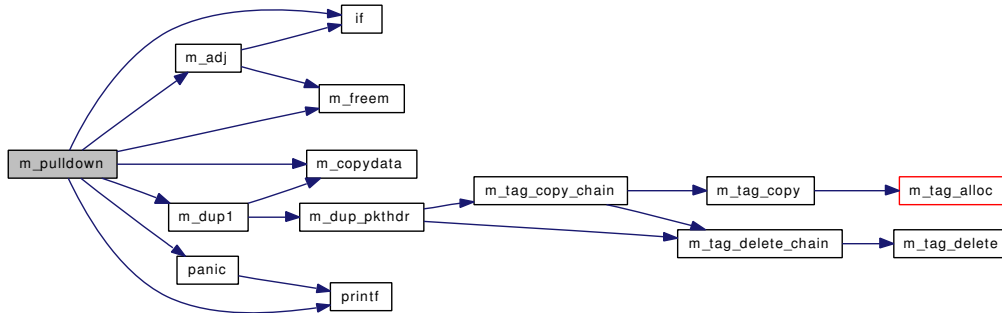 if
m_adj
m_freem
m_pulldown
m_copydata
m_tag_copy_chain
m_tag_copy
m_tag_alloc
m_dup1
m_dup_pkthdr
m_tag_delete_chain
m_tag_delete
panic
printf